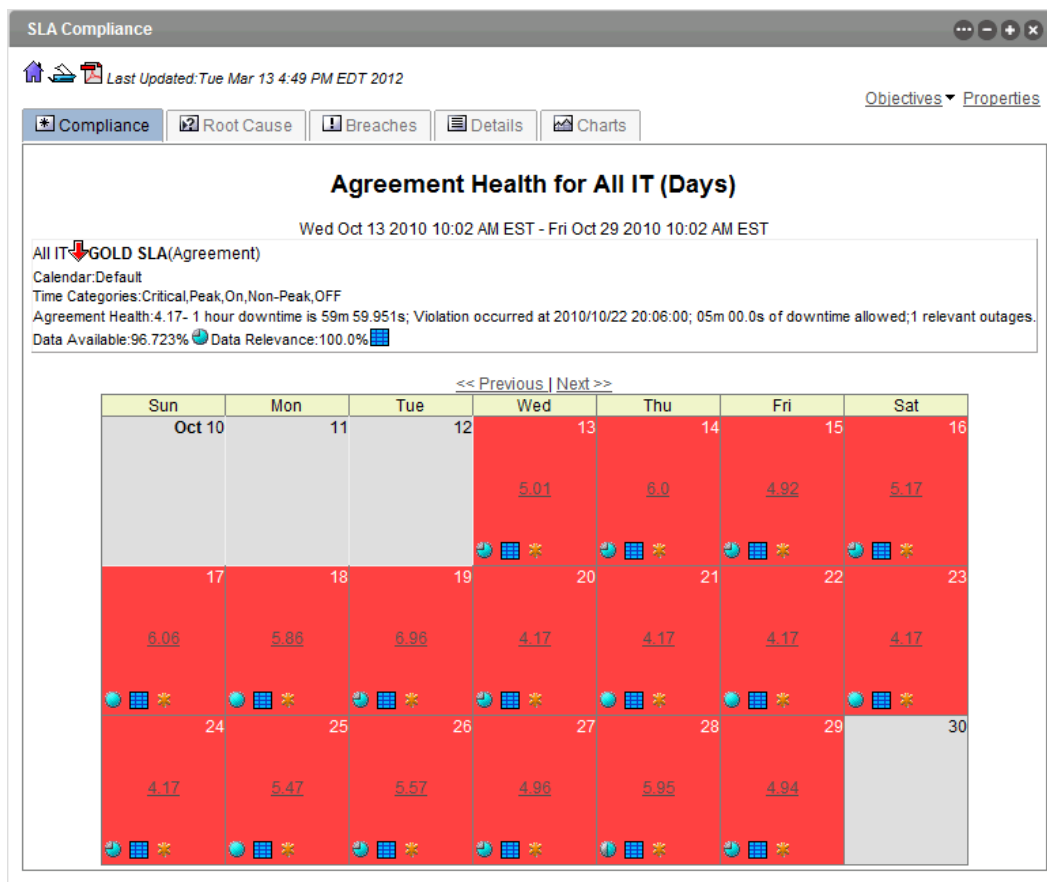 SLA Compliance
Last Updated:Tue Mar 13 4:49 PM EDT 2012
Objectives Properties
Compliance Root Cause Breaches Details Charts
Agreement Health for All IT (Days)
Wed Oct 13 2010 10:02 AM EST - Fri Oct 29 2010 10:02 AM EST
All IT GOLD SLA(Agreement)
Calendar:Default
Time Categories:Critical,Peak,On,Non-Peak,OFF
Agreement Health:4.17- 1 hour downtime is 59m 59.951s; Violation occurred at 2010/10/22 20:06:00; 05m 00.0s of downtime allowed;1 relevant outages.
Data Available:96.723% Data Relevance:100.0%
<< Previous | Next >>
Sun Mon Tue Wed Thu Fri Sat
Oct 10 11 12 13 14 15 16
5.01 6.0 4.92 5.17
17 18 19 20 21 22 23
6.06 5.86 6.96 4.17 4.17 4.17 4.17
24 25 26 27 28 29 30
4.17 5.47 5.57 4.96 5.95 4.94